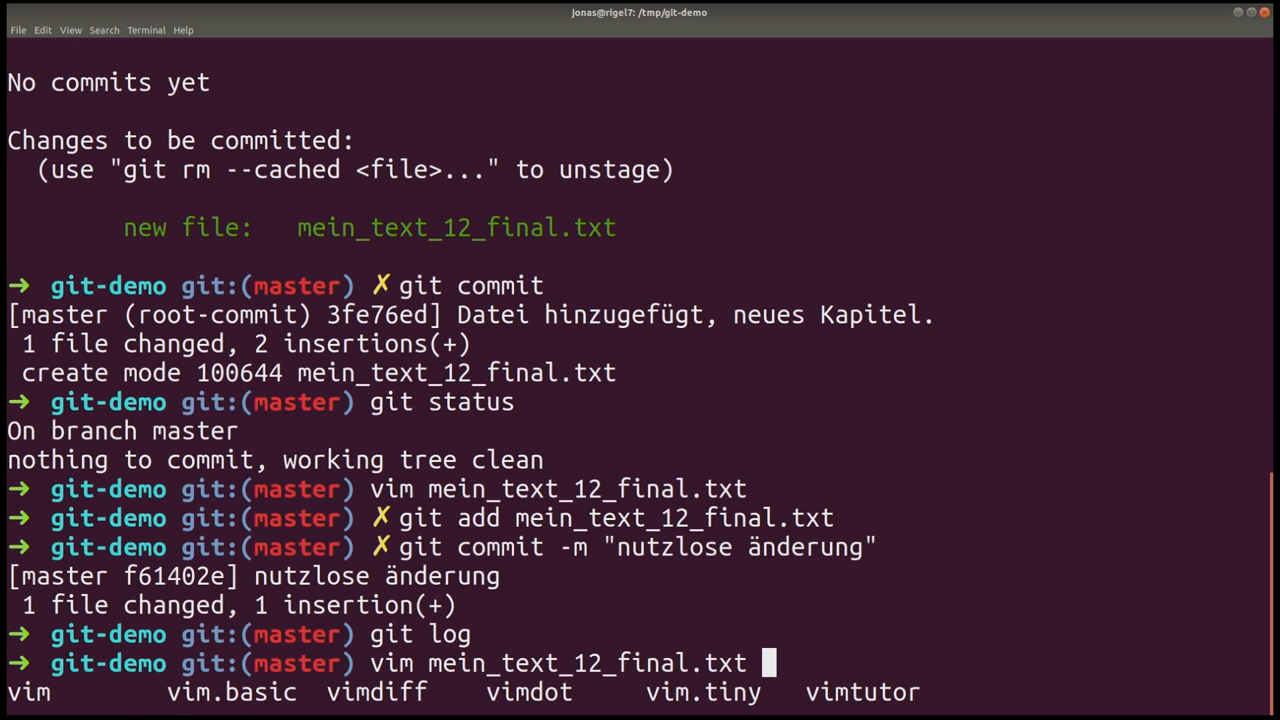 jonas@rigel7: /tmp/git-demo
File Edit View Search Terminal Help
No commits yet
Changes to be committed:
(use "git rm --cached <file>..." to unstage)
new file: mein_text_12_final.txt
➜ git-demo git:(master) ✗ git commit
[master (root-commit) 3fe76ed] Datei hinzugefügt, neues Kapitel.
1 file changed, 2 insertions(+)
create mode 100644 mein_text_12_final.txt
➜ git-demo git:(master) git status
On branch master
nothing to commit, working tree clean
➜ git-demo git:(master) vim mein_text_12_final.txt
➜ git-demo git:(master) ✗ git add mein_text_12_final.txt
➜ git-demo git:(master) ✗ git commit -m "nutzlose änderung"
[master f61402e] nutzlose änderung
1 file changed, 1 insertion(+)
➜ git-demo git:(master) git log
➜ git-demo git:(master) vim mein_text_12_final.txt
vim vim.basic vimdiff vimdot vim.tiny vimtutor